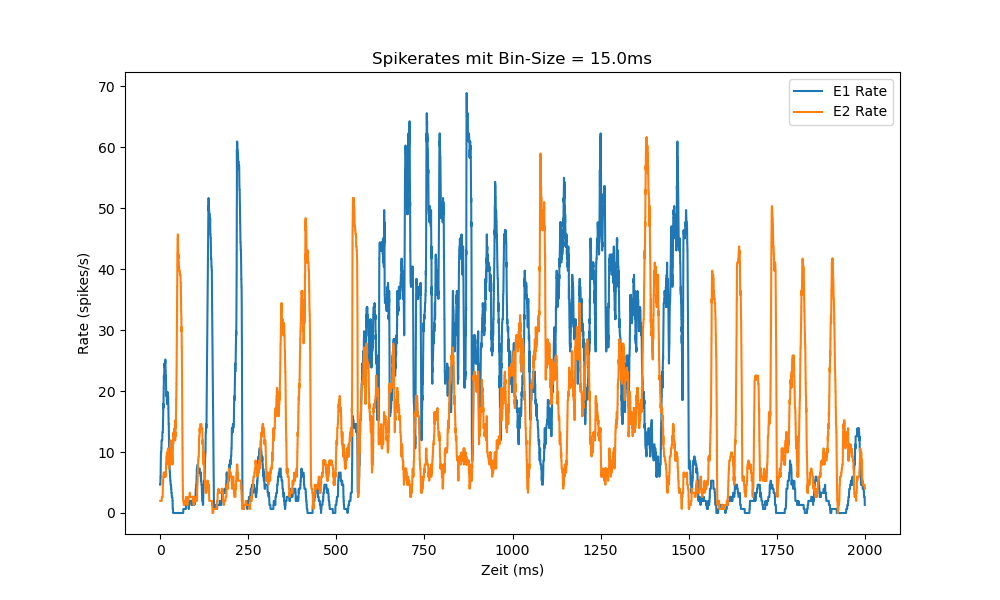 Spikerates mit Bin-Size = 15.0ms
E1 Rate
E2 Rate
Rate (spikes/s)
70
60
50
40
30
20
10
0
0 250 500 750 1000 1250 1500 1750 2000
Zeit (ms)